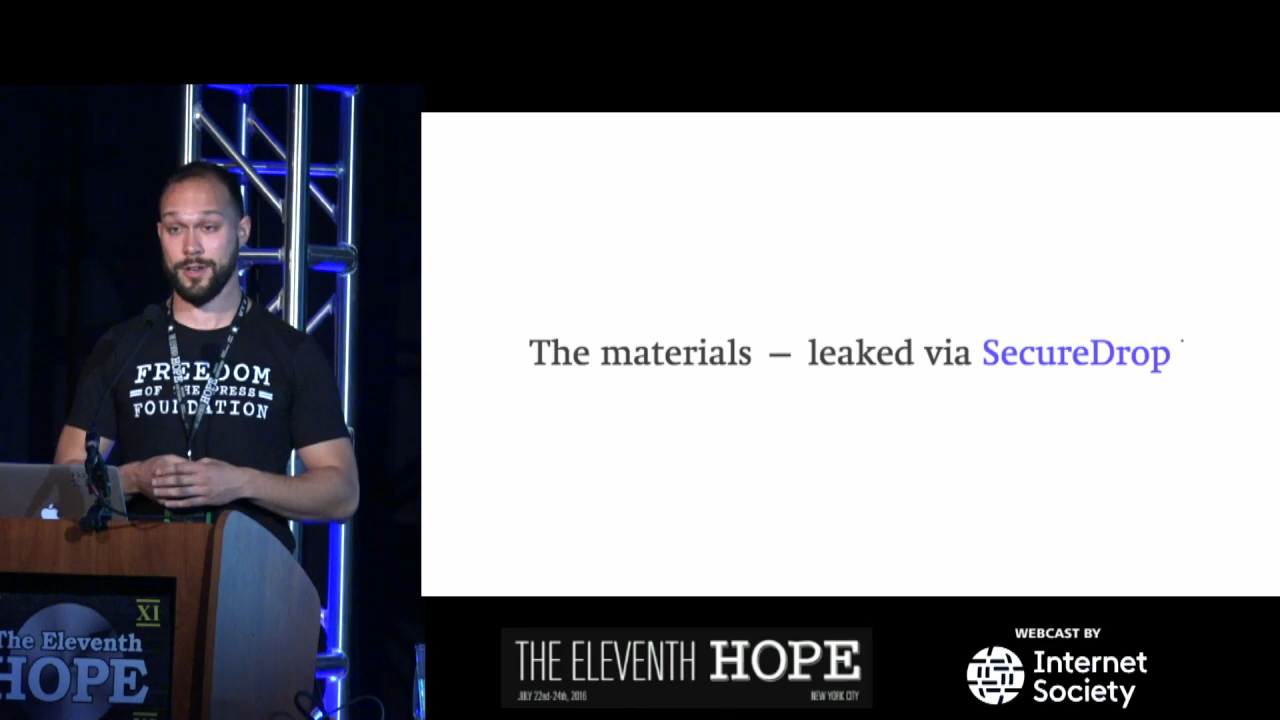 The materials – leaked via SecureDrop
FREEDOM
OF THE PRESS
FOUNDATION
HOPE
XI
The Eleventh
HOPE
THE ELEVENTH HOPE
JULY 22nd-24th, 2016 NEW YORK CITY
WEBCAST BY
Internet
Society